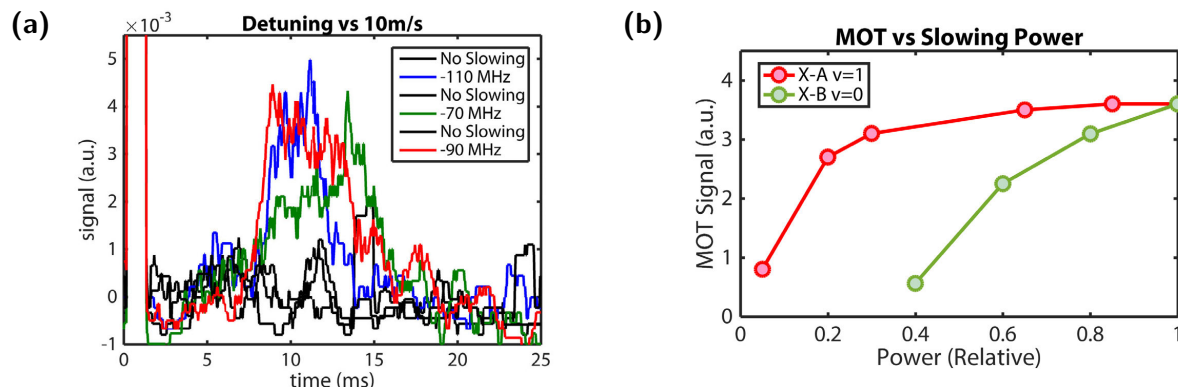 (a)
Detuning vs 10m/s
×10⁻³
5
4
3
2
1
0
-1
signal (a.u.)
No Slowing
-110 MHz
No Slowing
-70 MHz
No Slowing
-90 MHz
0 5 10 15 20 25
time (ms)
(b)
MOT vs Slowing Power
X-A v=1
X-B v=0
4
3
2
1
0
MOT Signal (a.u.)
0 0.2 0.4 0.6 0.8 1
Power (Relative)